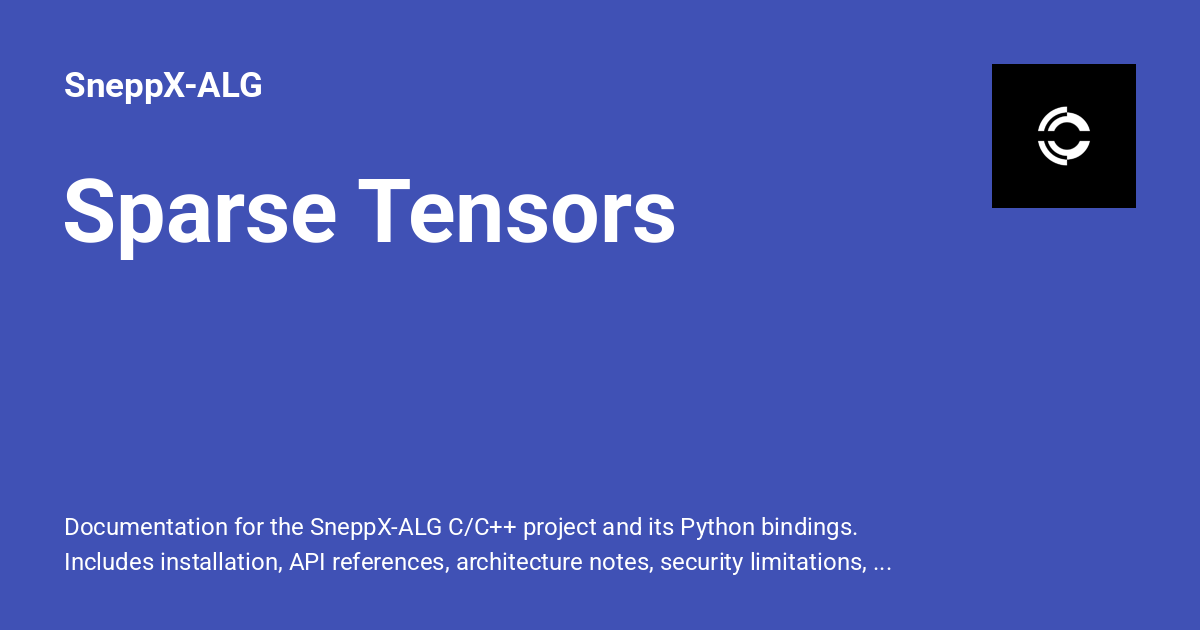 SneppX-ALG
Sparse Tensors
Documentation for the SneppX-ALG C/C++ project and its Python bindings.
Includes installation, API references, architecture notes, security limitations, ...